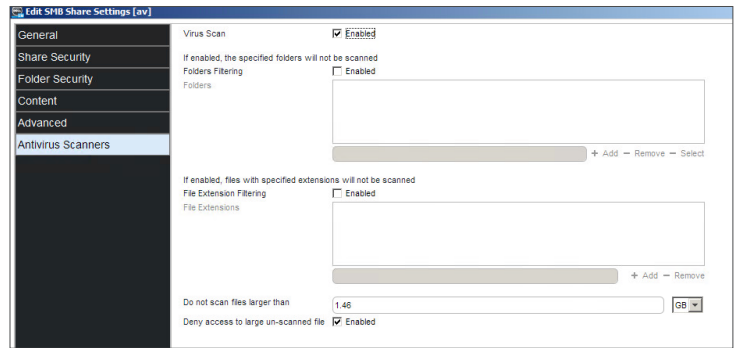 Edit SMB Share Settings [av]
General
Share Security
Folder Security
Content
Advanced
Antivirus Scanners
Virus Scan Enabled
If enabled, the specified folders will not be scanned
Folders Filtering Enabled
Folders
+ Add − Remove − Select
If enabled, files with specified extensions will not be scanned
File Extension Filtering Enabled
File Extensions
+ Add − Remove
Do not scan files larger than 1.46 GB
Deny access to large un-scanned file Enabled